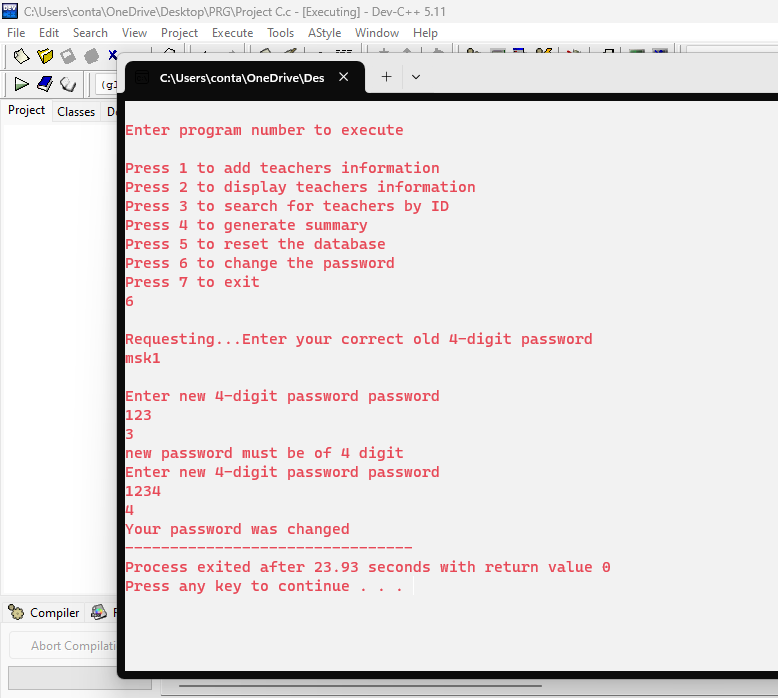 C:\Users\conta\OneDrive\Desktop\PRG\Project C.c - [Executing] - Dev-C++ 5.11
File Edit Search View Project Execute Tools AStyle Window Help
C:\Users\conta\OneDrive\Des
Project Classes
Enter program number to execute
Press 1 to add teachers information
Press 2 to display teachers information
Press 3 to search for teachers by ID
Press 4 to generate summary
Press 5 to reset the database
Press 6 to change the password
Press 7 to exit
6
Requesting...Enter your correct old 4-digit password
msk1
Enter new 4-digit password password
123
3
new password must be of 4 digit
Enter new 4-digit password password
1234
4
Your password was changed
--------------------------------
Process exited after 23.93 seconds with return value 0
Press any key to continue . . .
Compiler
Abort Compilati